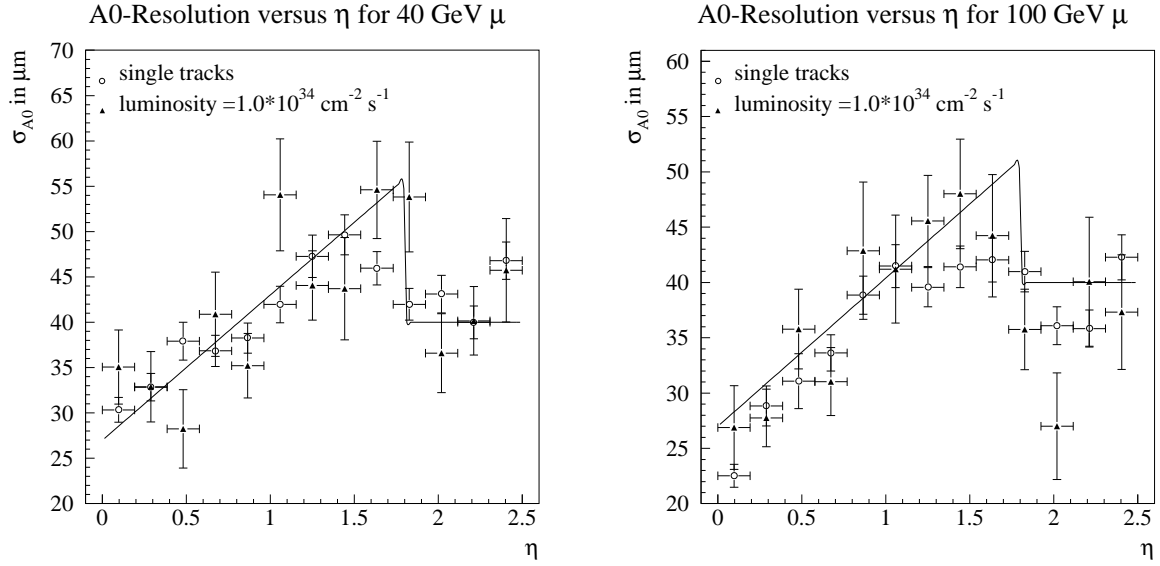 A0-Resolution versus η for 40 GeV μ
σA0 in μm
70
65
60
55
50
45
40
35
30
25
20
single tracks
luminosity =1.0*10^34 cm^-2 s^-1
0 0.5 1 1.5 2 2.5
η
A0-Resolution versus η for 100 GeV μ
σA0 in μm
60
55
50
45
40
35
30
25
20
single tracks
luminosity =1.0*10^34 cm^-2 s^-1
0 0.5 1 1.5 2 2.5
η